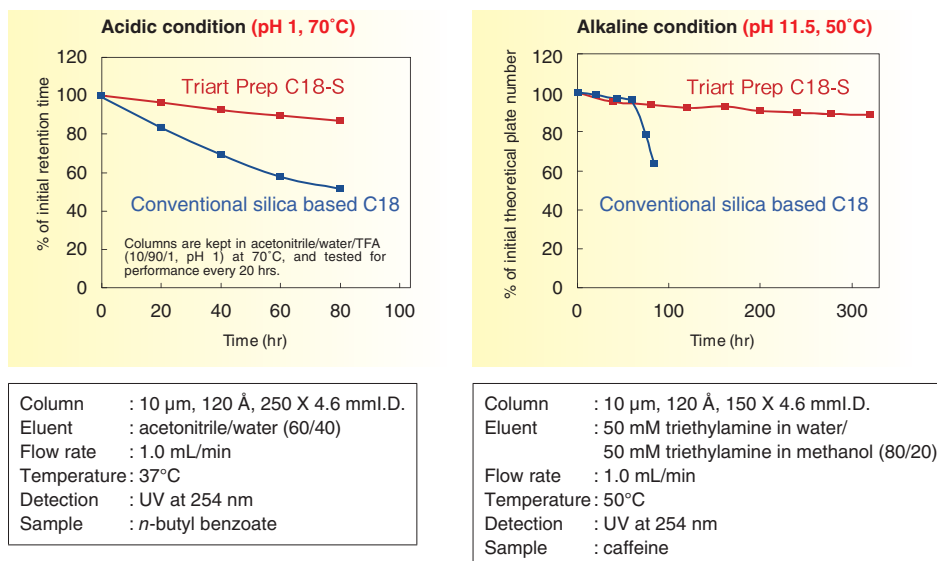 Acidic condition (pH 1, 70˚C)
% of initial retention time
120
100
80
60
40
20
0
Triart Prep C18-S
Conventional silica based C18
Columns are kept in acetonitrile/water/TFA
(10/90/1, pH 1) at 70˚C, and tested for
performance every 20 hrs.
0 20 40 60 80 100
Time (hr)
Column : 10 µm, 120 Å, 250 X 4.6 mmI.D.
Eluent : acetonitrile/water (60/40)
Flow rate : 1.0 mL/min
Temperature : 37°C
Detection : UV at 254 nm
Sample : n-butyl benzoate
Alkaline condition (pH 11.5, 50˚C)
% of initial theoretical plate number
120
100
80
60
40
20
0
Triart Prep C18-S
Conventional silica based C18
0 100 200 300
Time (hr)
Column : 10 µm, 120 Å, 150 X 4.6 mmI.D.
Eluent : 50 mM triethylamine in water/
50 mM triethylamine in methanol (80/20)
Flow rate : 1.0 mL/min
Temperature : 50°C
Detection : UV at 254 nm
Sample : caffeine